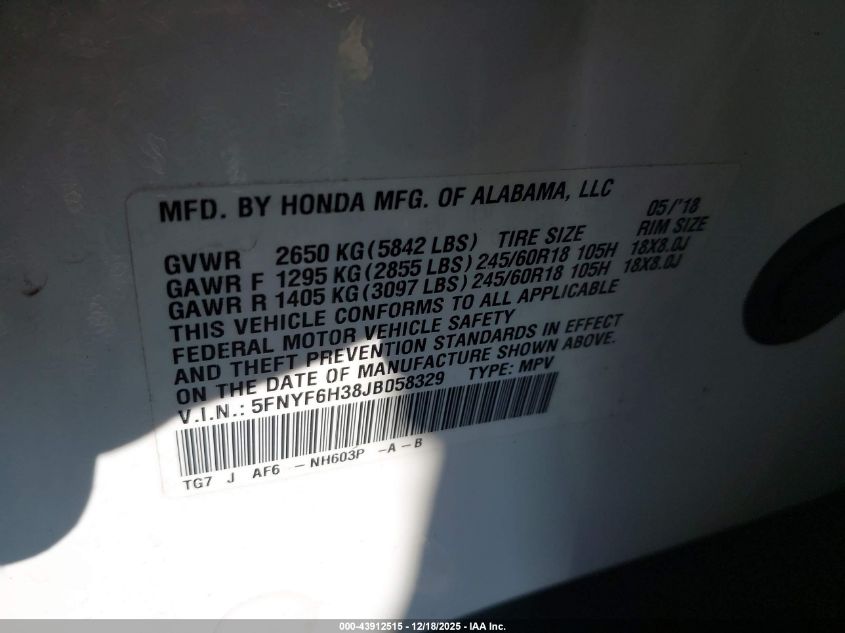 MFD. BY HONDA MFG. OF ALABAMA, LLC 05/'18
GVWR 2650 KG (5842 LBS) TIRE SIZE RIM SIZE
GAWR F 1295 KG (2855 LBS) 245/60R18 105H 18X8.0J
GAWR R 1405 KG (3097 LBS) 245/60R18 105H 18X8.0J
THIS VEHICLE CONFORMS TO ALL APPLICABLE
FEDERAL MOTOR VEHICLE SAFETY
AND THEFT PREVENTION STANDARDS IN EFFECT
ON THE DATE OF MANUFACTURE SHOWN ABOVE.
V.I.N.: 5FNYF6H38JB058329 TYPE: MPV
TG7 J AF6 – NH603P -A-B
000-43912515 - 12/18/2025 - IAA Inc.